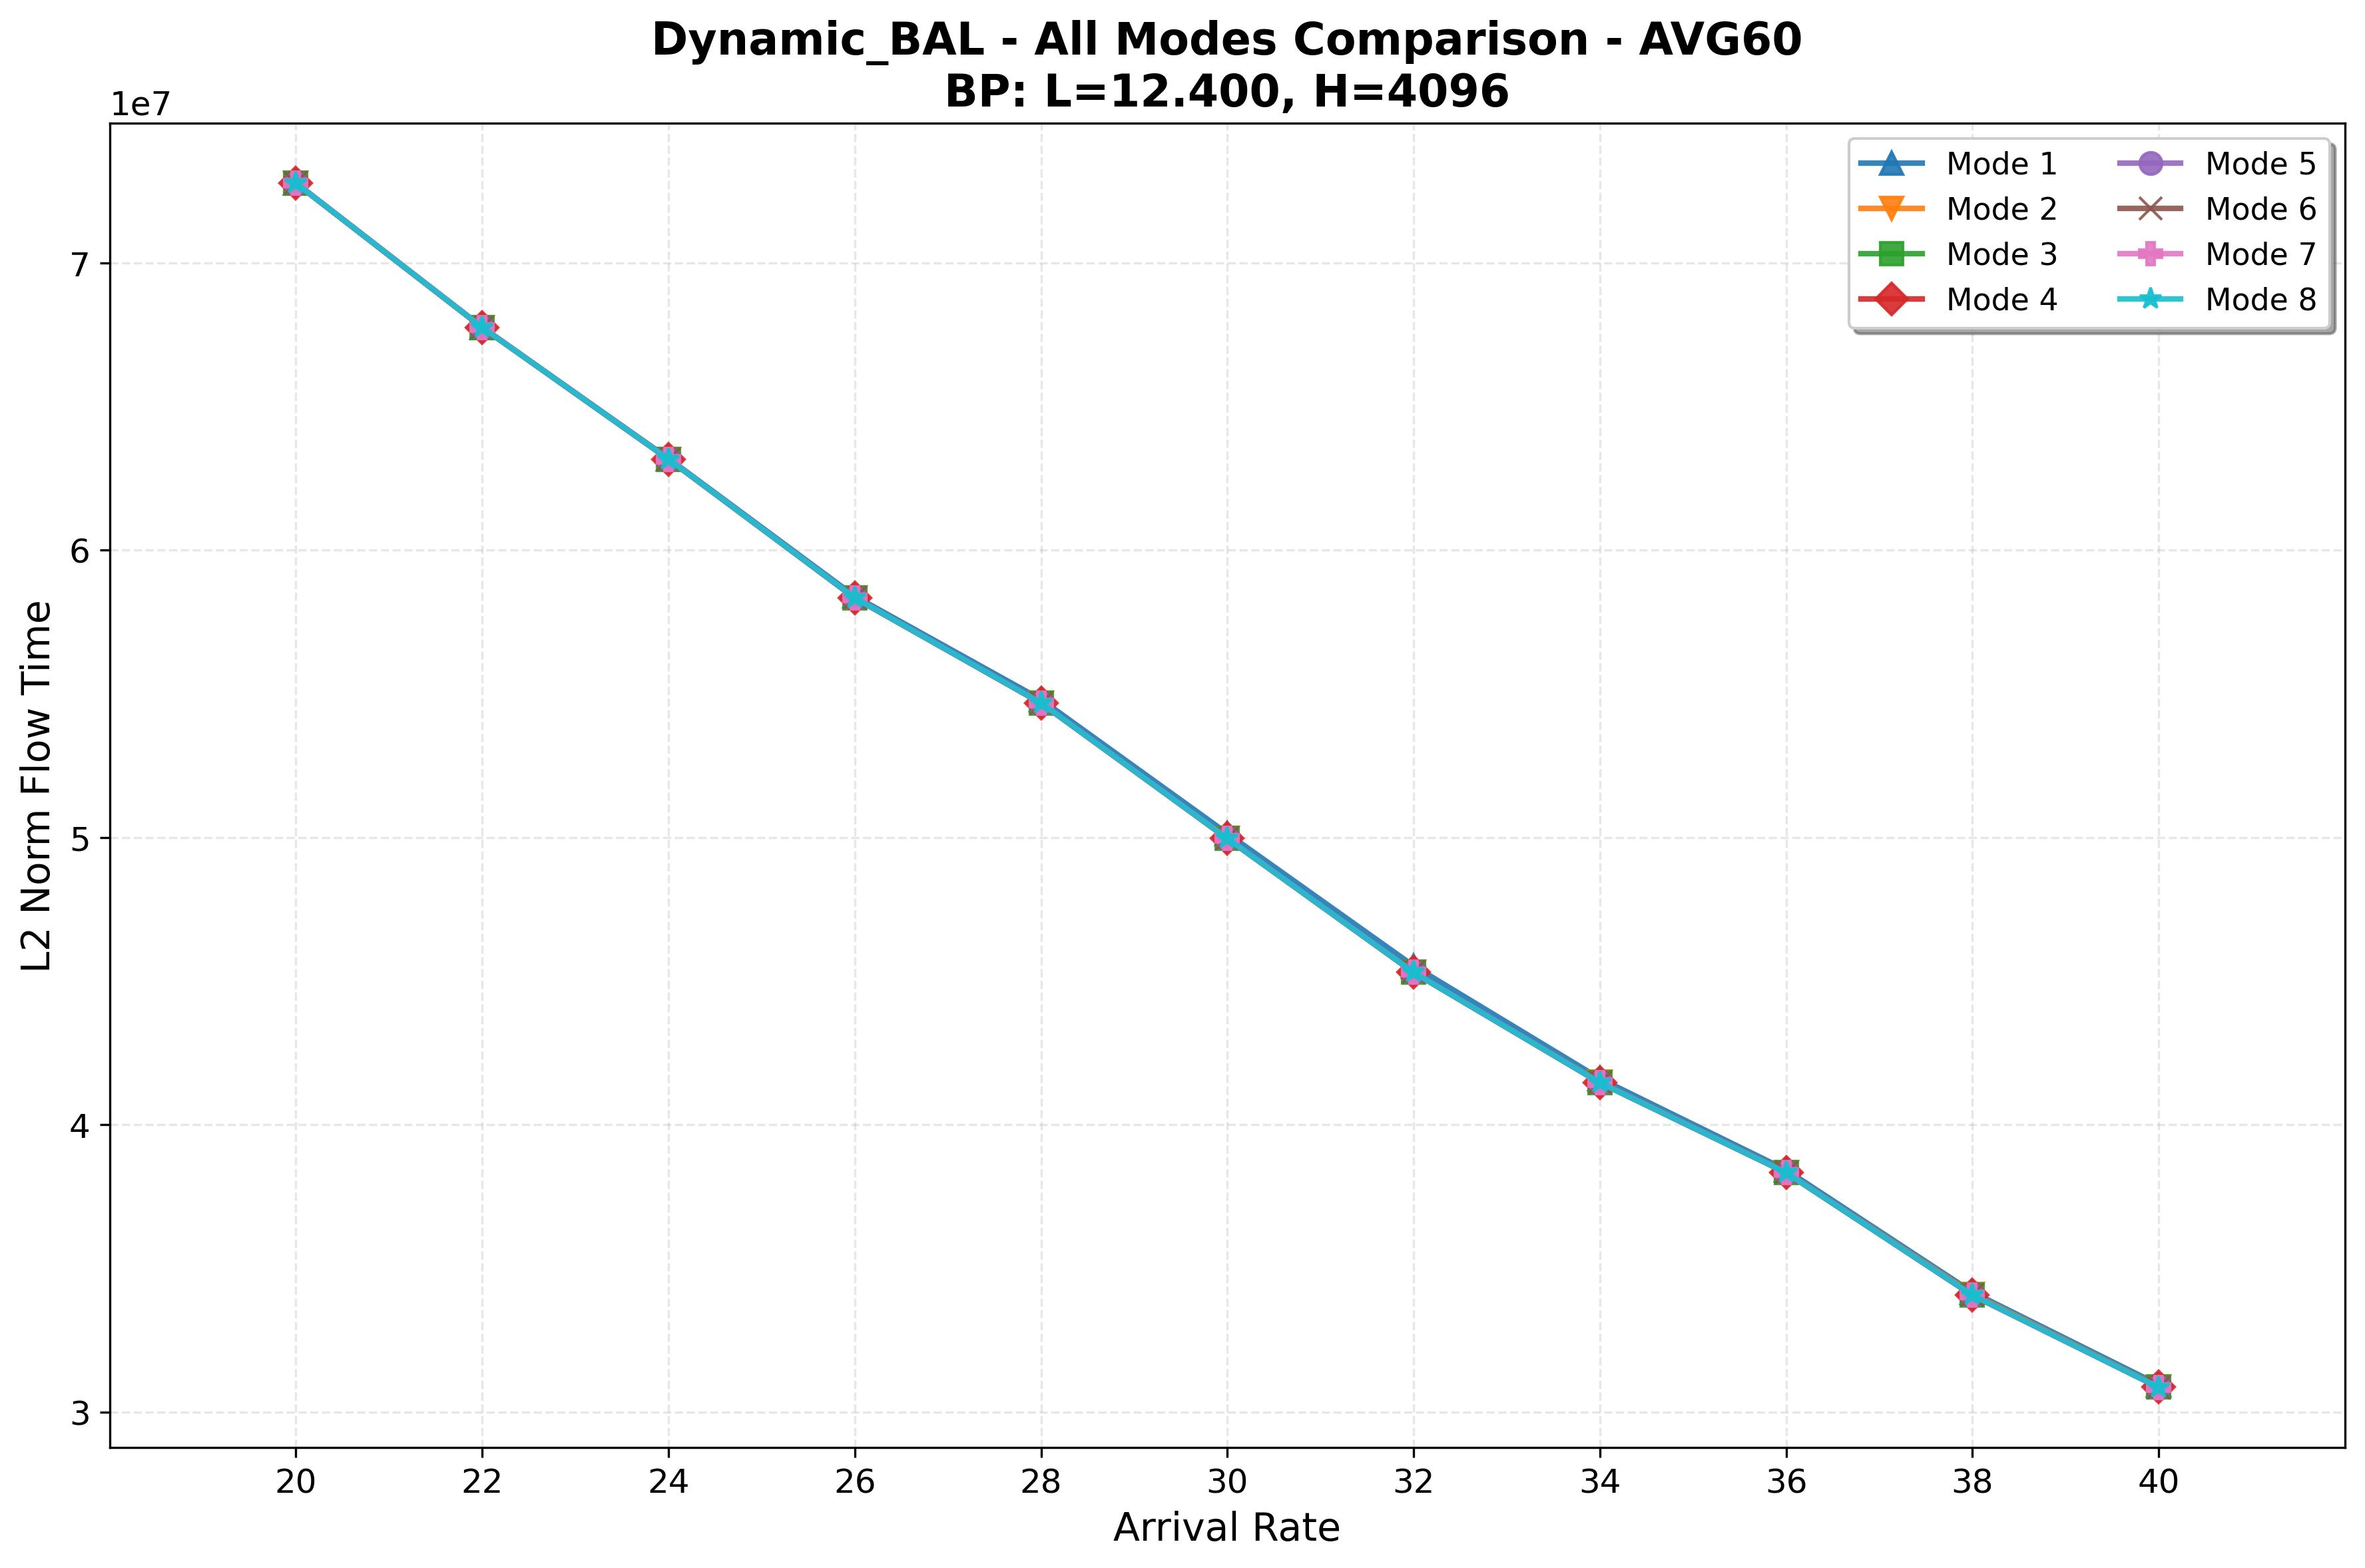 Dynamic_BAL - All Modes Comparison - AVG60
BP: L=12.400, H=4096
1e7
Mode 1
Mode 2
Mode 3
Mode 4
Mode 5
Mode 6
Mode 7
Mode 8
7
6
5
4
3
L2 Norm Flow Time
20 22 24 26 28 30 32 34 36 38 40
Arrival Rate